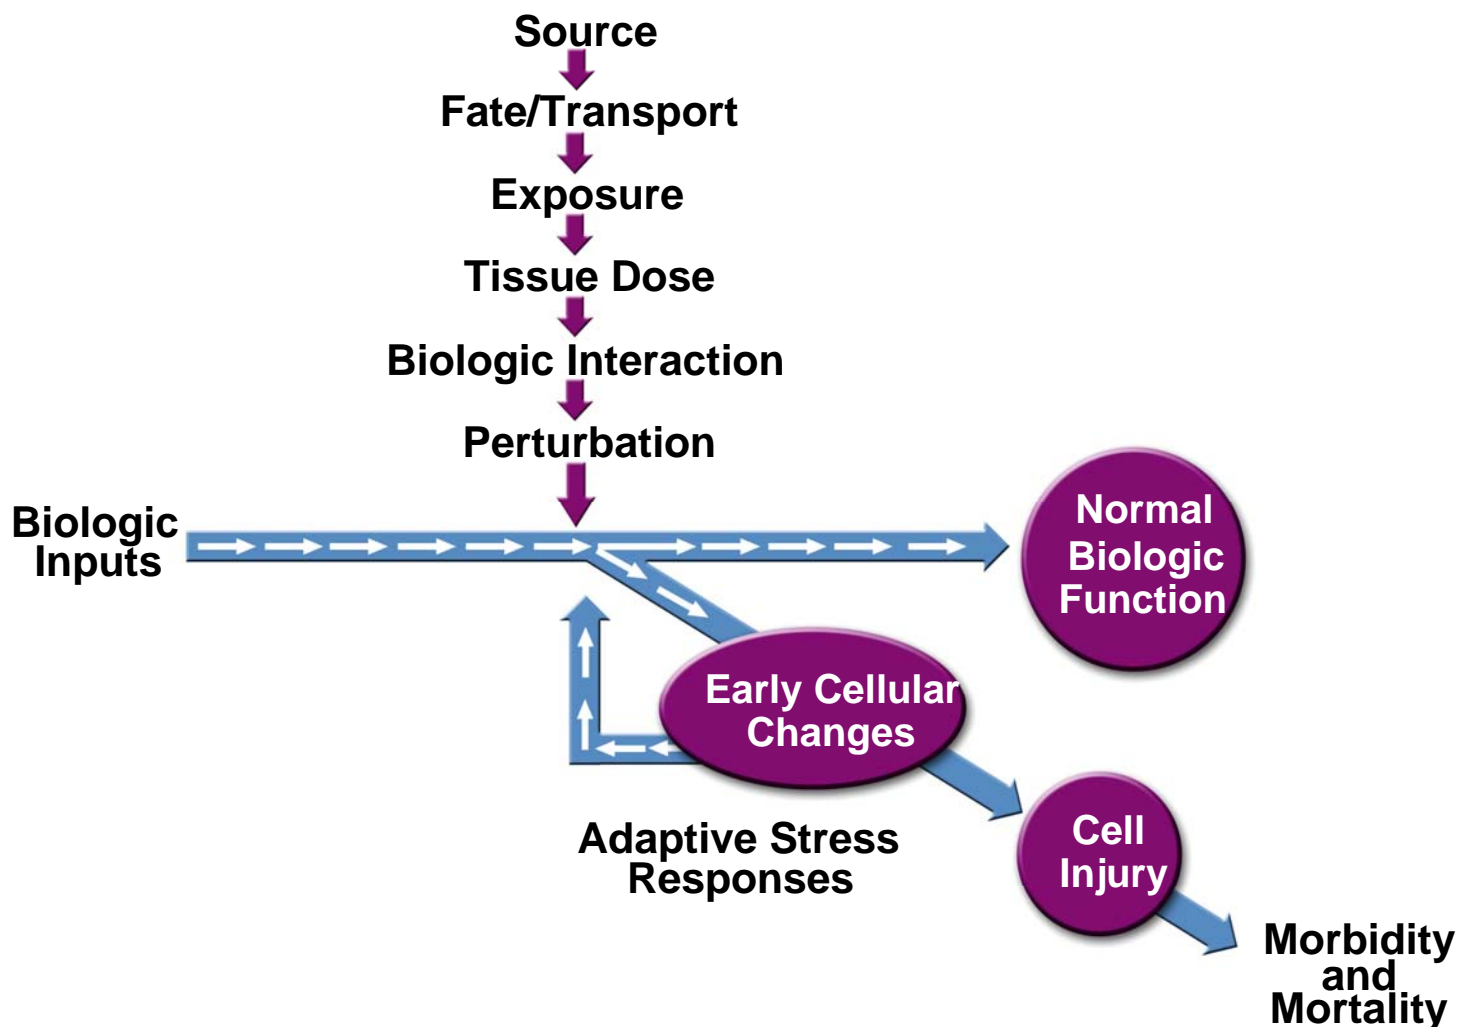 Source
Fate/Transport
Exposure
Tissue Dose
Biologic Interaction
Perturbation
Biologic
Inputs
Normal
Biologic
Function
Early Cellular
Changes
Adaptive Stress
Responses
Cell
Injury
Morbidity
and
Mortality